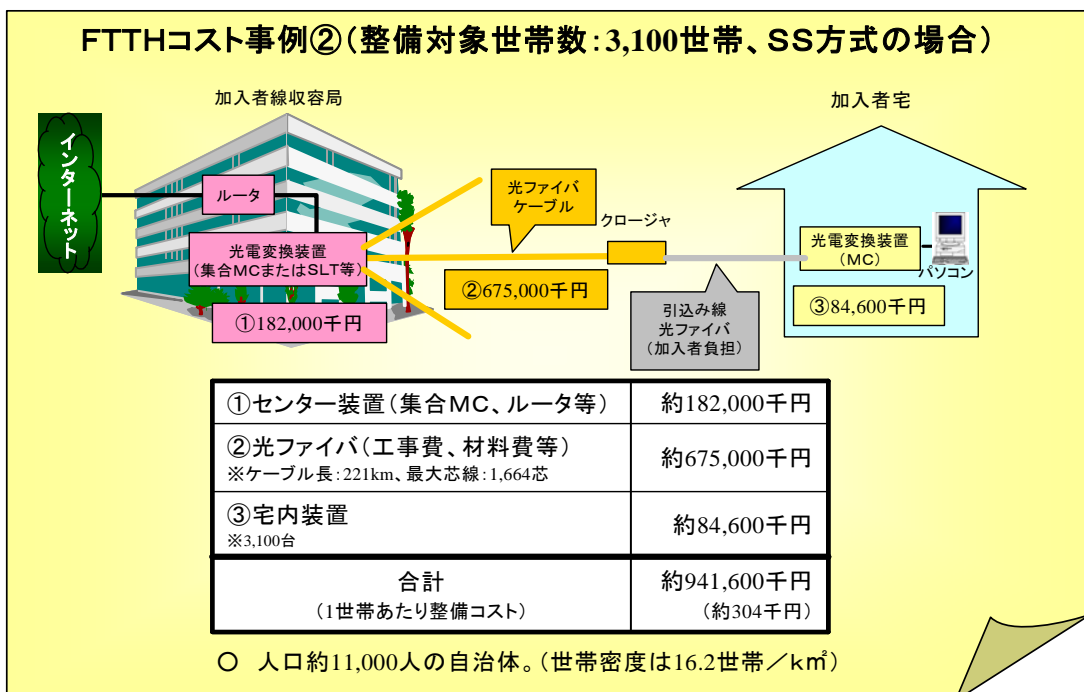 FTTHコスト事例②(整備対象世帯数:3,100世帯、SS方式の場合)
加入者線収容局
加入者宅
インターネット
ルータ
光ファイバ
ケーブル
クロージャ
光電変換装置
(集合MCまたはSLT等)
光電変換装置
(MC)
パソコン
①182,000千円
②675,000千円
③84,600千円
引込み線
光ファイバ
(加入者負担)
①センター装置(集合MC、ルータ等) 約182,000千円
②光ファイバ(工事費、材料費等) 約675,000千円
※ケーブル長:221km、最大芯線:1,664芯
③宅内装置 約84,600千円
※3,100台
合計 約941,600千円
(1世帯あたり整備コスト) (約304千円)
○ 人口約11,000人の自治体。(世帯密度は16.2世帯/k㎡)